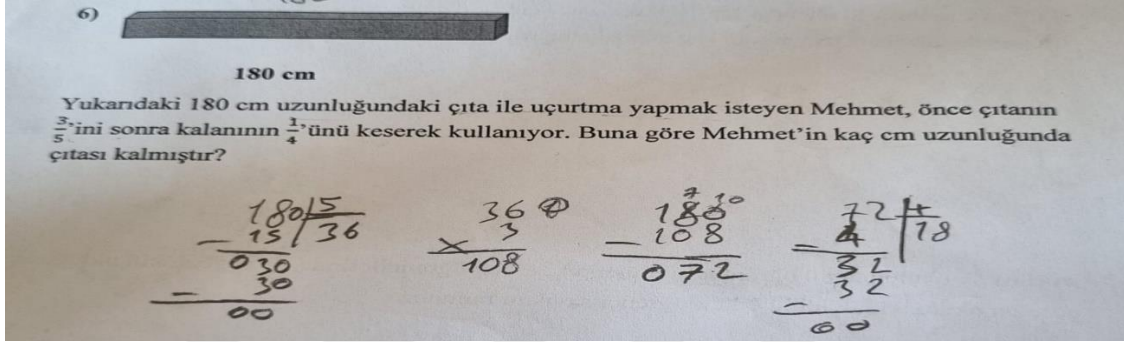 6)
180 cm
Yukarıdaki 180 cm uzunluğundaki çıta ile uçurtma yapmak isteyen Mehmet, önce çıtanın
3/5'ini sonra kalanının 1/4'ünü keserek kullanıyor. Buna göre Mehmet'in kaç cm uzunluğunda
çıtası kalmıştır?
180 5
- 15 36
030
- 30
00
36
x 3
108
7 10
180
- 108
072
72 4
- 4 18
32
- 32
00